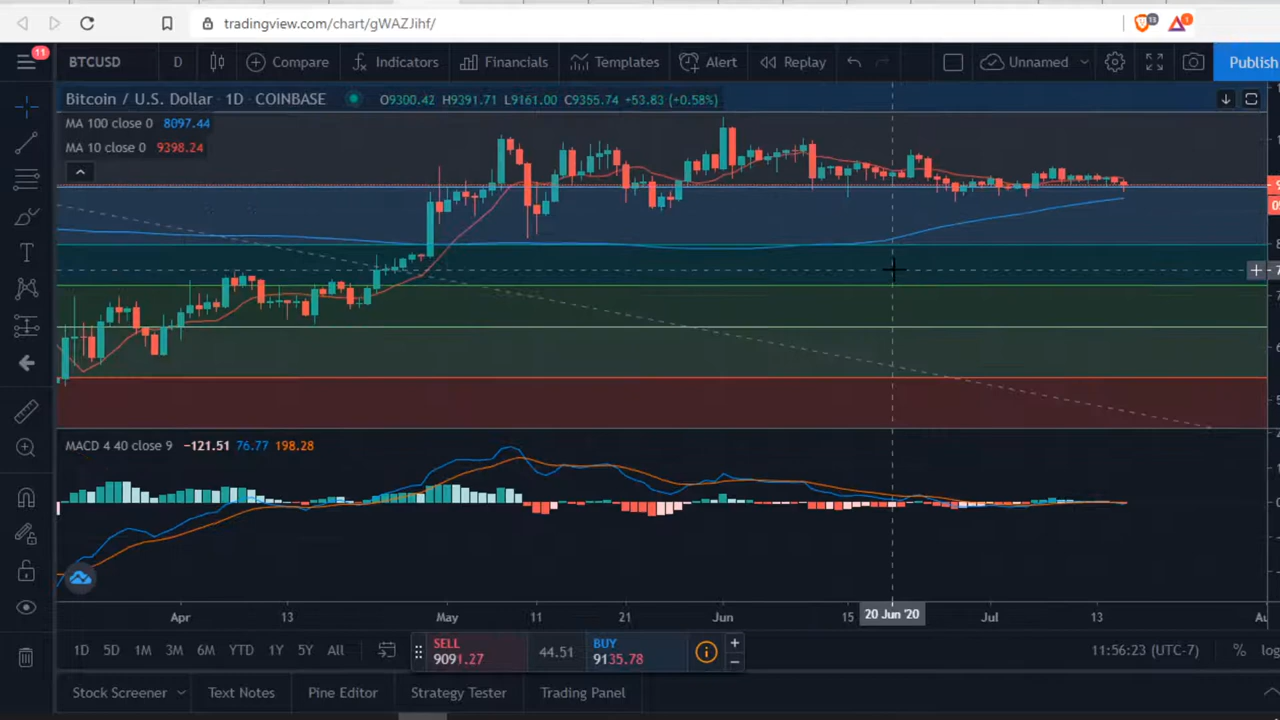 tradingview.com/chart/gWAZJihf/
13
1
11
BTCUSD D Compare Indicators Financials Templates Alert Replay Unnamed Publish
Bitcoin / U.S. Dollar · 1D · COINBASE O9300.42 H9391.71 L9161.00 C9355.74 +53.83 (+0.58%)
MA 100 close 0 8097.44
MA 10 close 0 9398.24
MACD 4 40 close 9 −121.51 76.77 198.28
Apr 13 May 11 21 Jun 15 20 Jun '20 Jul 13
1D 5D 1M 3M 6M YTD 1Y 5Y All
SELL
9091.27
44.51
BUY
9135.78
11:56:23 (UTC-7) % log
Stock Screener Text Notes Pine Editor Strategy Tester Trading Panel